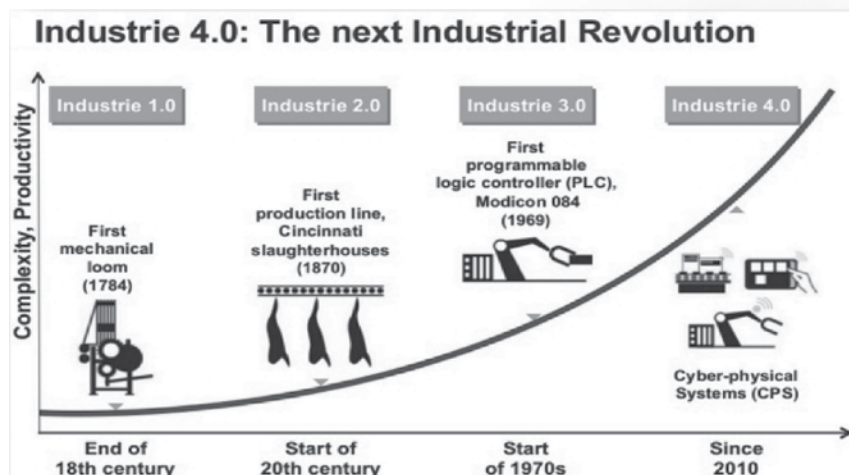 Industrie 4.0: The next Industrial Revolution
Complexity, Productivity
Industrie 1.0
Industrie 2.0
Industrie 3.0
Industrie 4.0
First
mechanical
loom
(1784)
First
production line,
Cincinnati
slaughterhouses
(1870)
First
programmable
logic controller (PLC),
Modicon 084
(1969)
Cyber-physical
Systems (CPS)
End of
18th century
Start of
20th century
Start
of 1970s
Since
2010